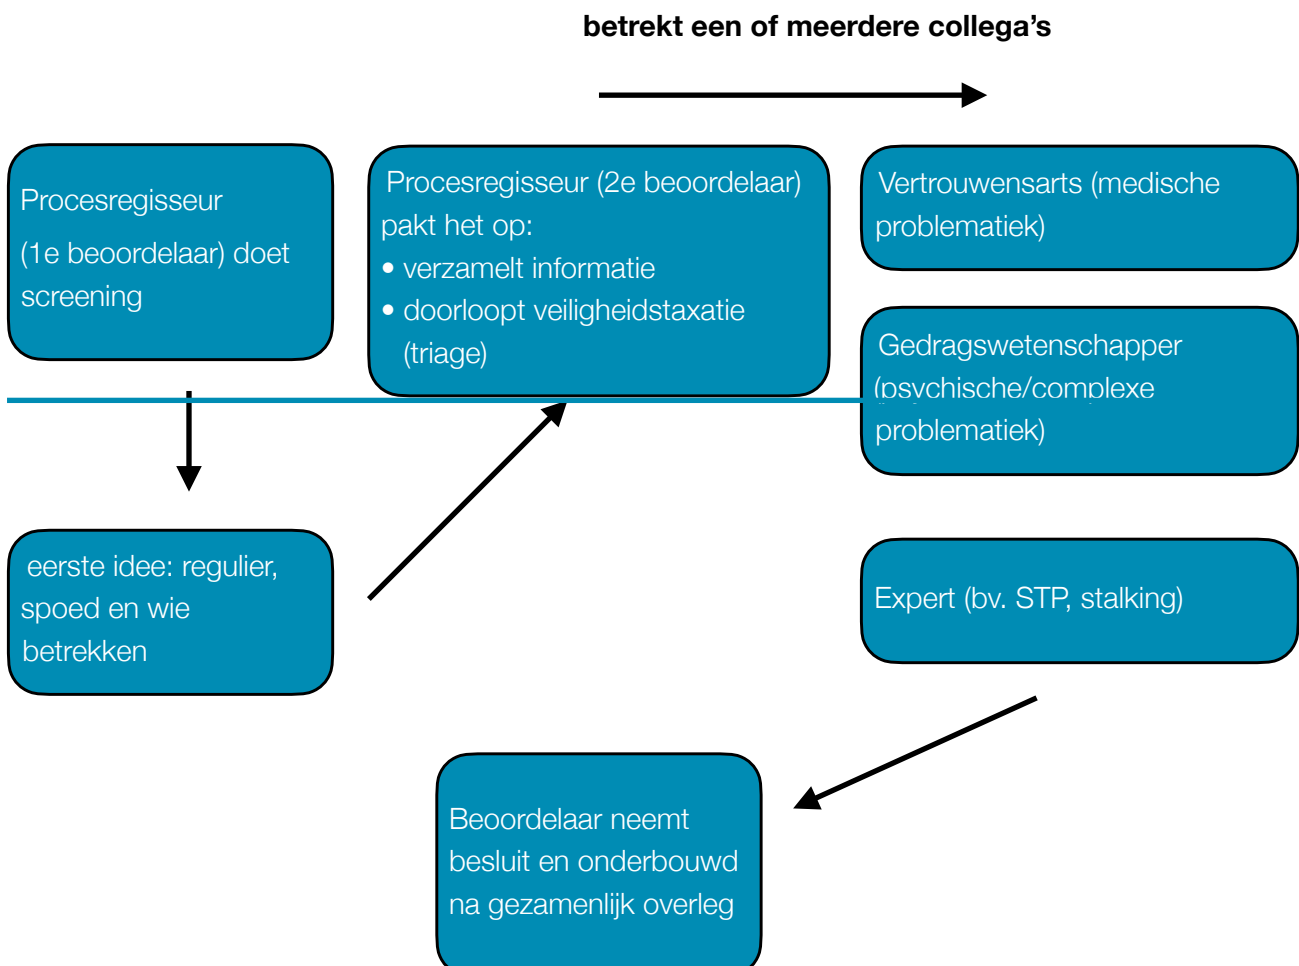 betrekt een of meerdere collega’s
Procesregisseur
(1e beoordelaar) doet
screening
eerste idee: regulier,
spoed en wie
betrekken
Procesregisseur (2e beoordelaar)
pakt het op:
• verzamelt informatie
• doorloopt veiligheidstaxatie
(triage)
Vertrouwensarts (medische
problematiek)
Gedragswetenschapper
(psychische/complexe
problematiek)
Expert (bv. STP, stalking)
Beoordelaar neemt
besluit en onderbouwd
na gezamenlijk overleg